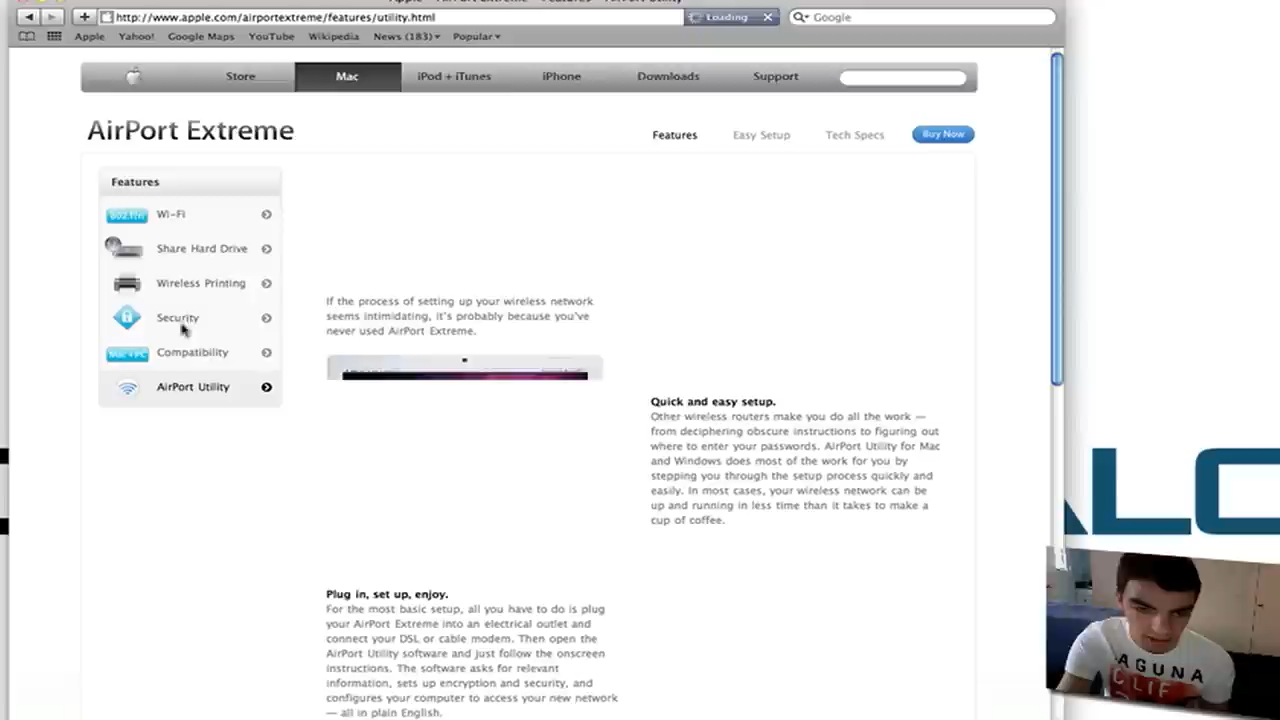 http://www.apple.com/airportextreme/features/utility.html
Loading
Google
Apple
Yahoo!
Google Maps
YouTube
Wikipedia
News (183)
Popular
Store
Mac
iPod + iTunes
iPhone
Downloads
Support
AirPort Extreme
Features
Easy Setup
Tech Specs
Buy Now
Features
802.11n
Wi-Fi
Share Hard Drive
Wireless Printing
Security
Mac + PC
Compatibility
AirPort Utility
If the process of setting up your wireless network
seems intimidating, it's probably because you've
never used AirPort Extreme.
Quick and easy setup.
Other wireless routers make you do all the work —
from deciphering obscure instructions to figuring out
where to enter your passwords. AirPort Utility for Mac
and Windows does most of the work for you by
stepping you through the setup process quickly and
easily. In most cases, your wireless network can be
up and running in less time than it takes to make a
cup of coffee.
Plug in, set up, enjoy.
For the most basic setup, all you have to do is plug
your AirPort Extreme into an electrical outlet and
connect your DSL or cable modem. Then open the
AirPort Utility software and just follow the onscreen
instructions. The software asks for relevant
information, sets up encryption and security, and
configures your computer to access your new network
— all in plain English.
AGUNA
CLIF